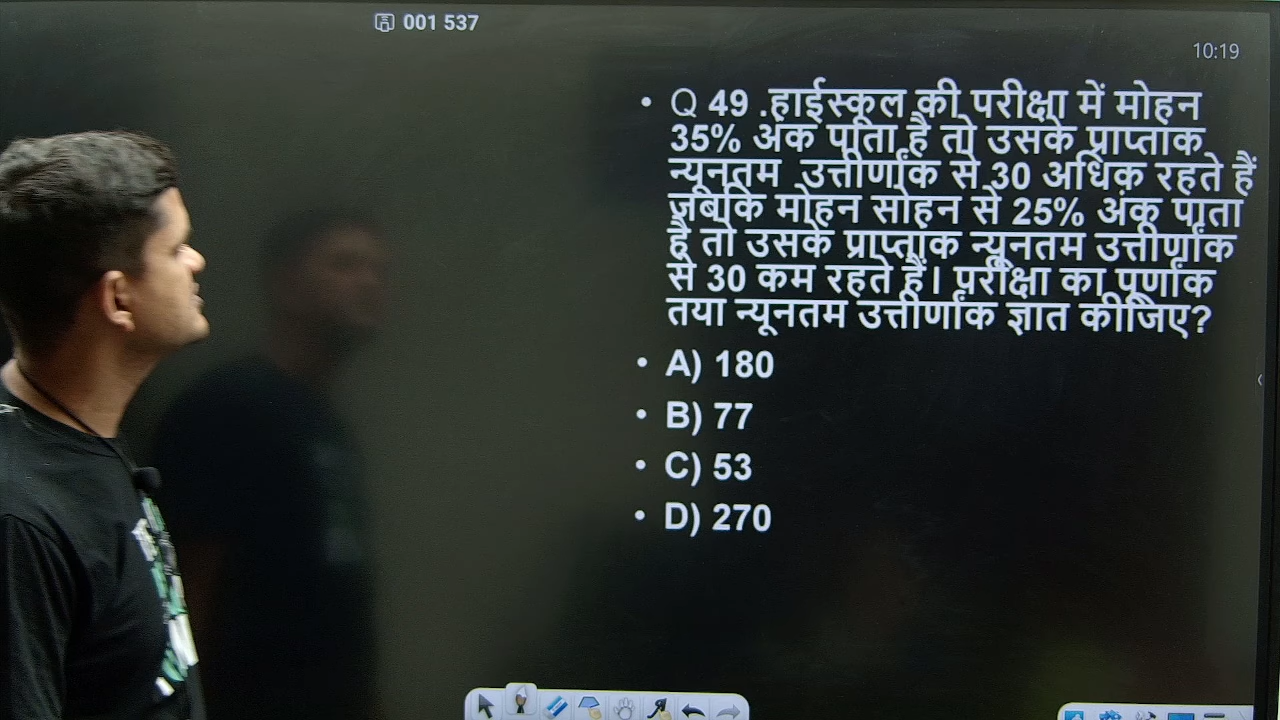 001 537
10:19
• Q 49 .हाईस्कूल की परीक्षा में मोहन
35% अंक पाता है तो उसके प्राप्तांक
न्यूनतम उत्तीर्णांक से 30 अधिक रहते हैं
जबकि मोहन सोहन से 25% अंक पाता
है तो उसके प्राप्तांक न्यूनतम उत्तीर्णांक
से 30 कम रहते हैं। परीक्षा का पूर्णांक
तया न्यूनतम उत्तीर्णांक ज्ञात कीजिए?
• A) 180
• B) 77
• C) 53
• D) 270